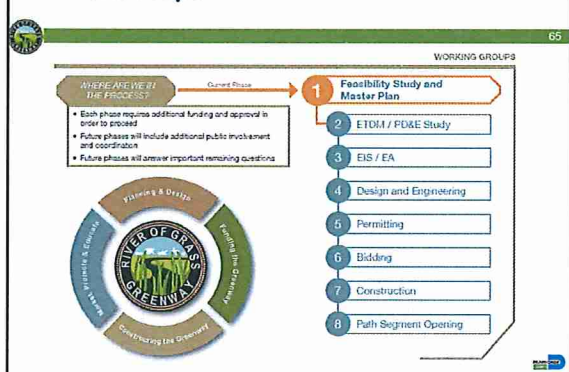 65
WORKING GROUPS
WHERE ARE WE IN
THE PROCESS?
Current Phase
• Each phase requires additional funding and approval in
order to proceed
• Future phases will include additional public involvement
and coordination
• Future phases will answer important remaining questions
1 Feasibility Study and
Master Plan
2 ETDM / PD&E Study
3 EIS / EA
4 Design and Engineering
5 Permitting
6 Bidding
7 Construction
8 Path Segment Opening
Planning & Design
Funding the Greenway
Constructing the Greenway
Market, Promote & Educate
RIVER OF GRASS
GREENWAY